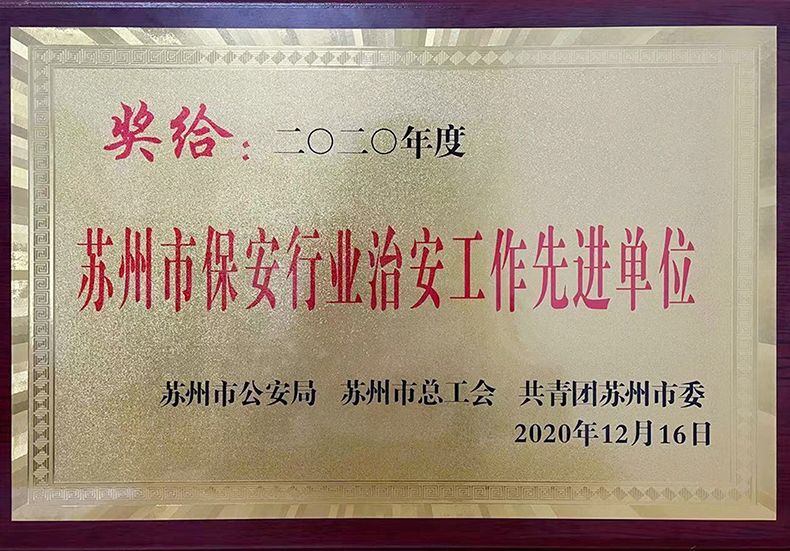 奖给：二〇二〇年度
苏州市保安行业治安工作先进单位
苏州市公安局 苏州市总工会 共青团苏州市委
2020年12月16日